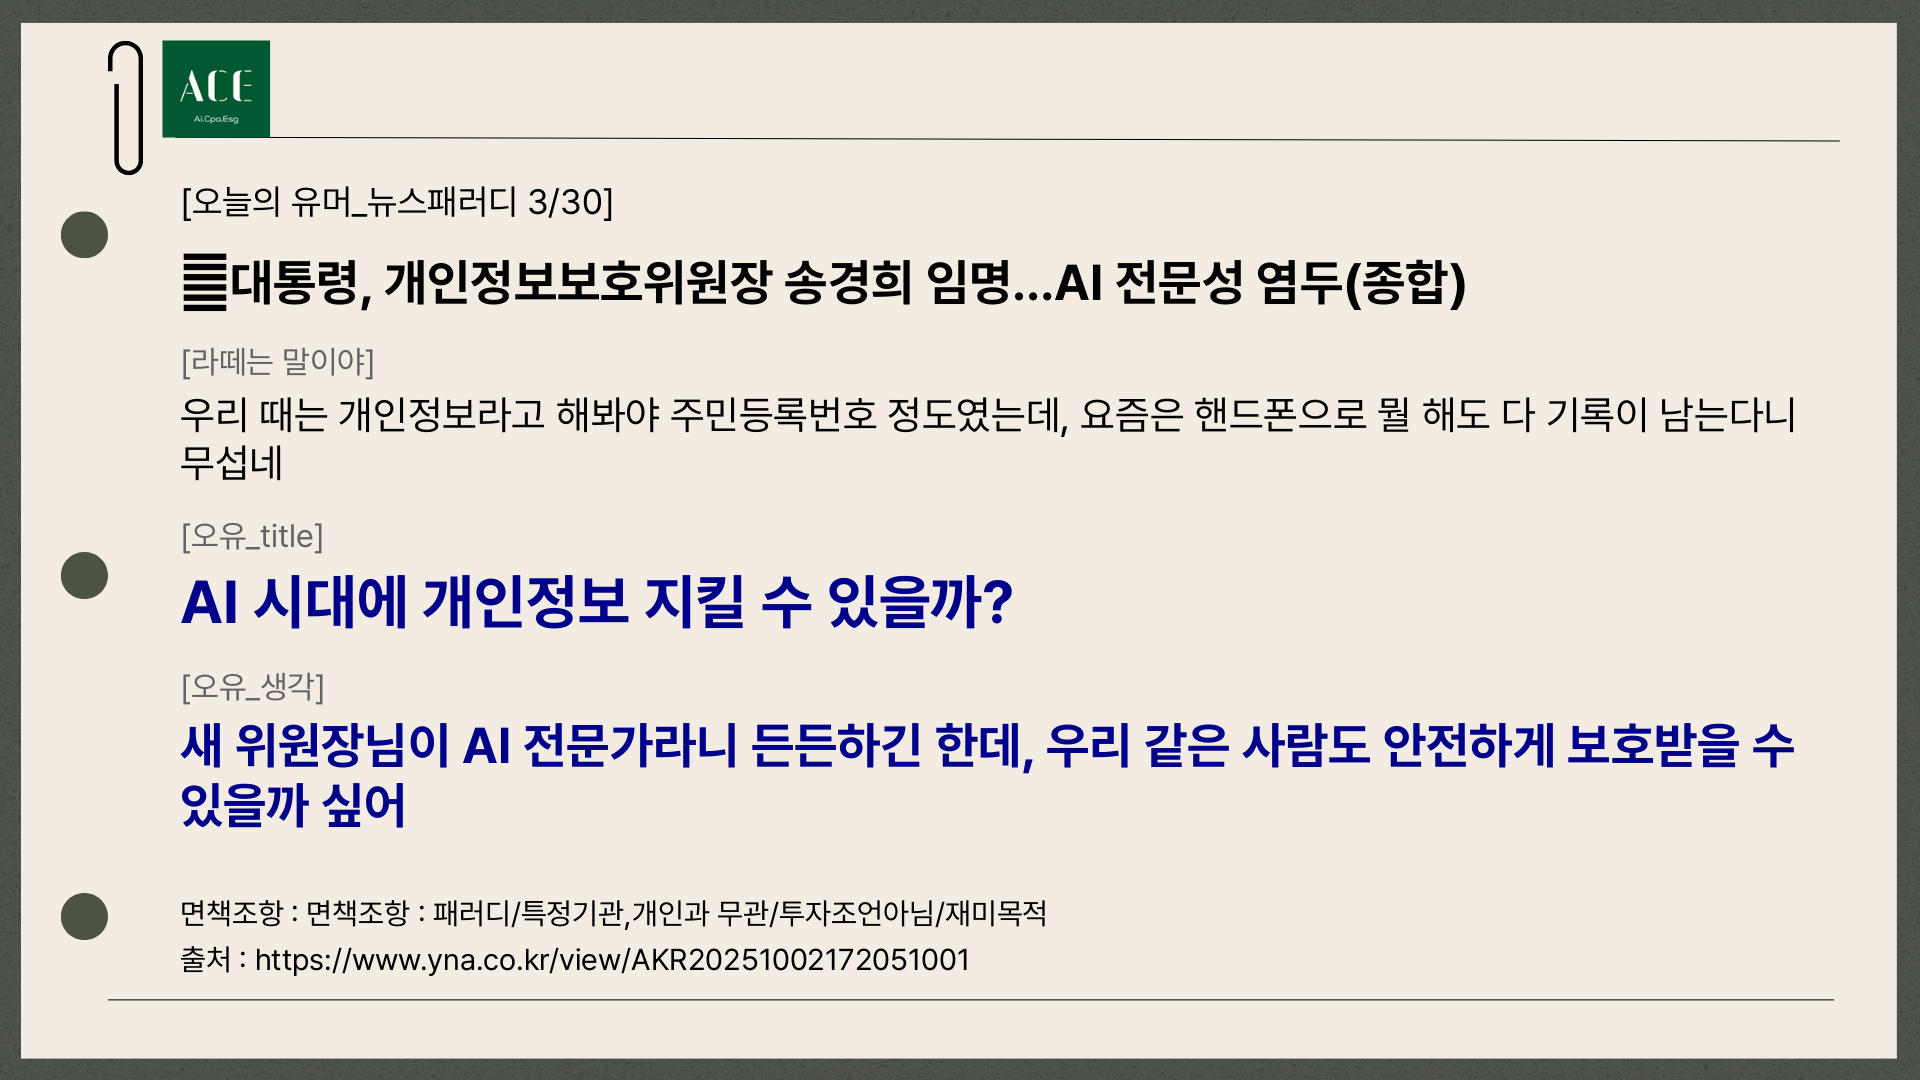 ACE
Ai.Cpa.Esg
[오늘의 유머_뉴스패러디 3/30]
대통령, 개인정보보호위원장 송경희 임명...AI 전문성 염두(종합)
[라떼는 말이야]
우리 때는 개인정보라고 해봐야 주민등록번호 정도였는데, 요즘은 핸드폰으로 뭘 해도 다 기록이 남는다니
무섭네
[오유_title]
AI 시대에 개인정보 지킬 수 있을까?
[오유_생각]
새 위원장님이 AI 전문가라니 든든하긴 한데, 우리 같은 사람도 안전하게 보호받을 수
있을까 싶어
면책조항 : 면책조항 : 패러디/특정기관,개인과 무관/투자조언아님/재미목적
출처 : https://www.yna.co.kr/view/AKR20251002172051001